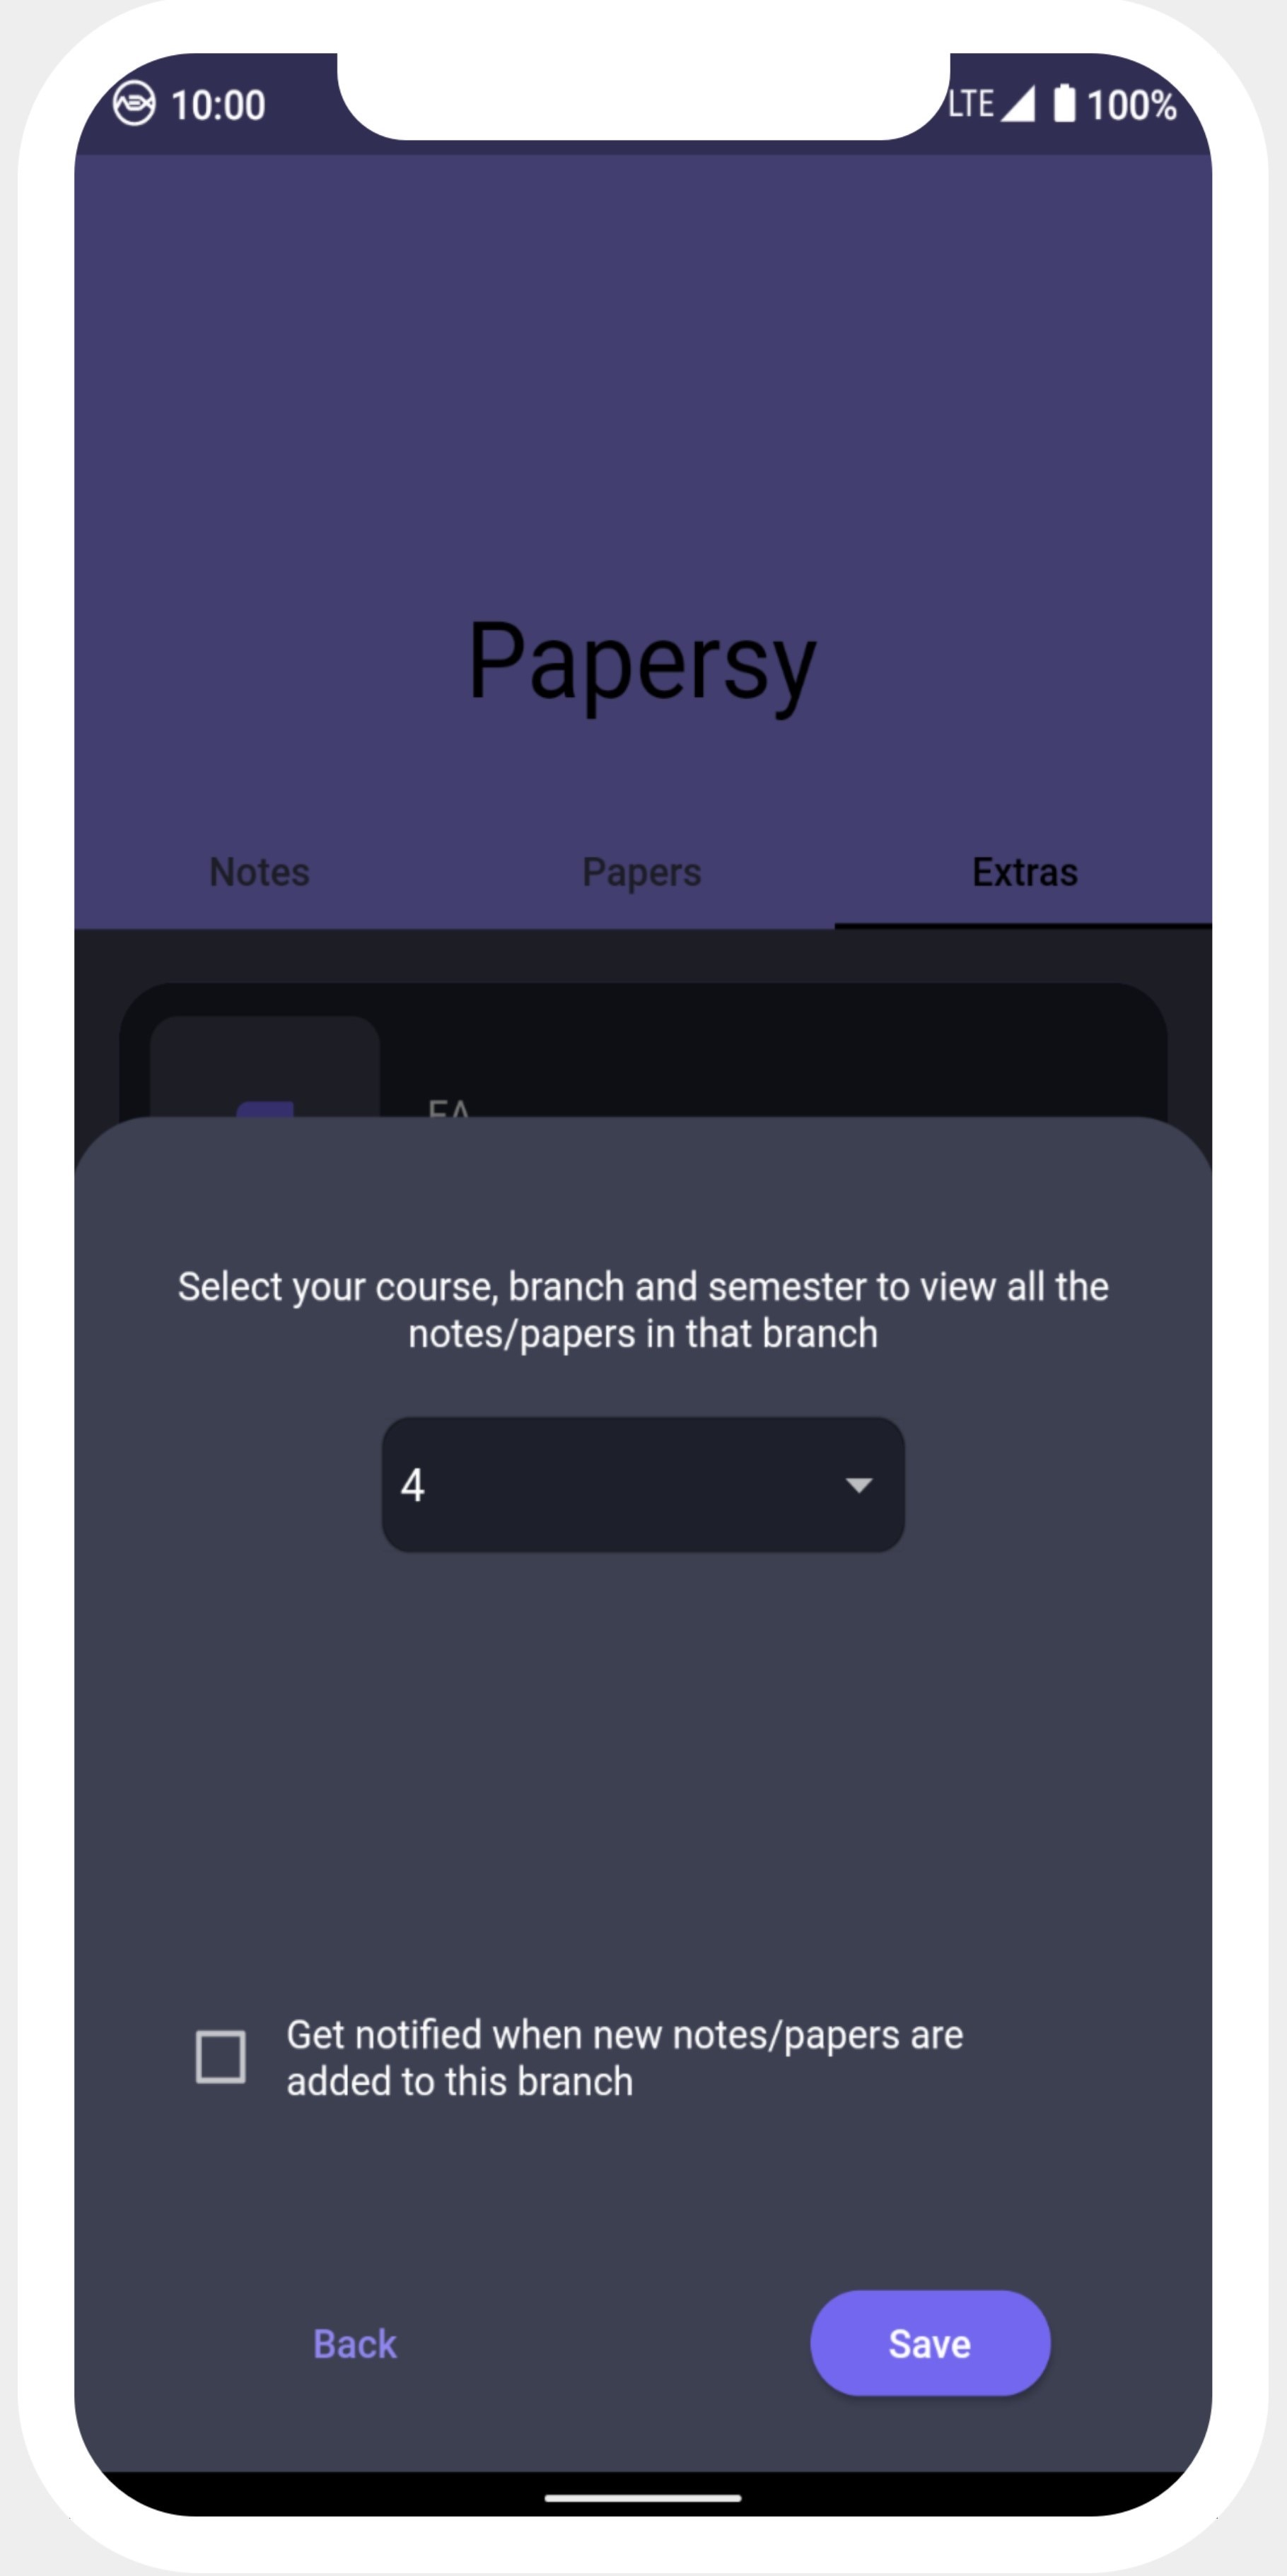 10:00 LTE 100%
Papersy
Notes Papers Extras
Select your course, branch and semester to view all the
notes/papers in that branch
4
Get notified when new notes/papers are
added to this branch
Back Save